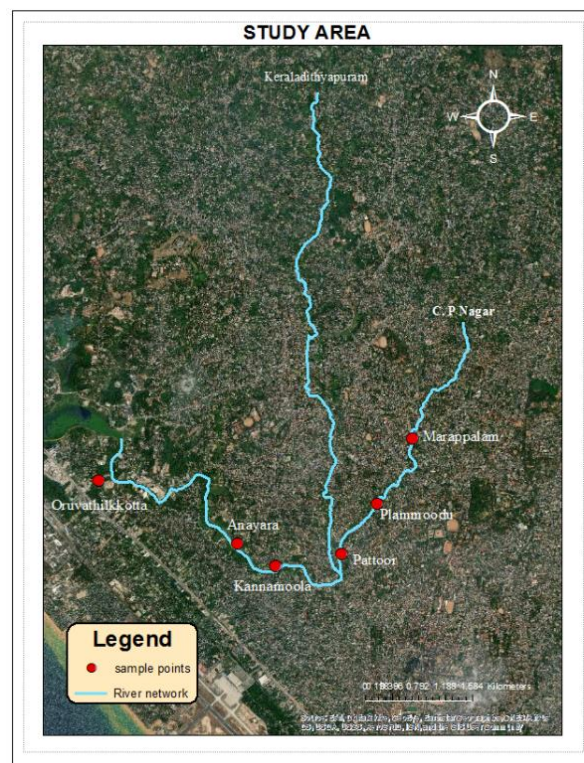 STUDY AREA
Keraladithyapuram
N
W E
S
C. P Nagar
Marappalam
Oruvathilkkotta
Plammoodu
Anayara
Pattoor
Kannamoola
Legend
sample points
River network
Kilometers